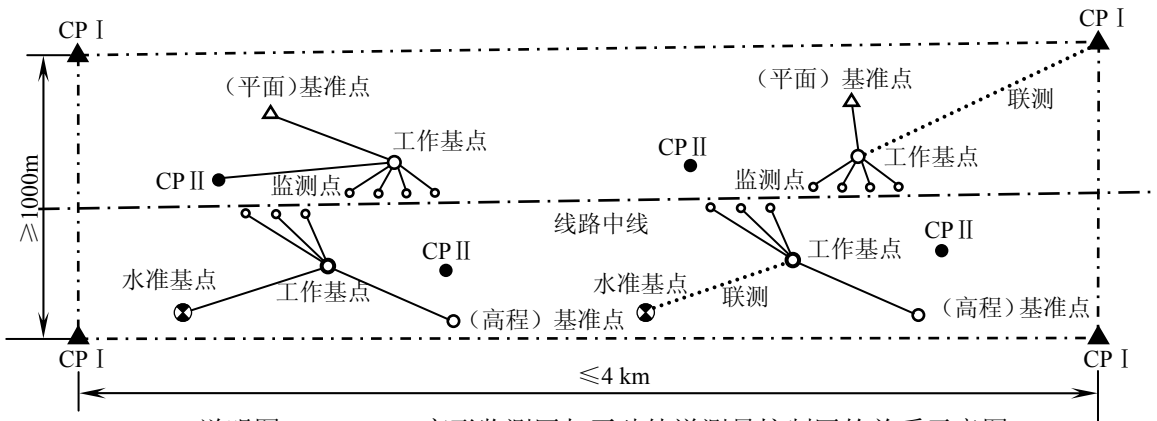 CPⅠ
CPⅠ
(平面)基准点
(平面)基准点
联测
工作基点
工作基点
CPⅡ
CPⅡ
监测点
监测点
≥1000m
线路中线
CPⅡ
CPⅡ
工作基点
水准基点
工作基点
水准基点
联测
(高程)基准点
(高程)基准点
CPⅠ
CPⅠ
≤4 km